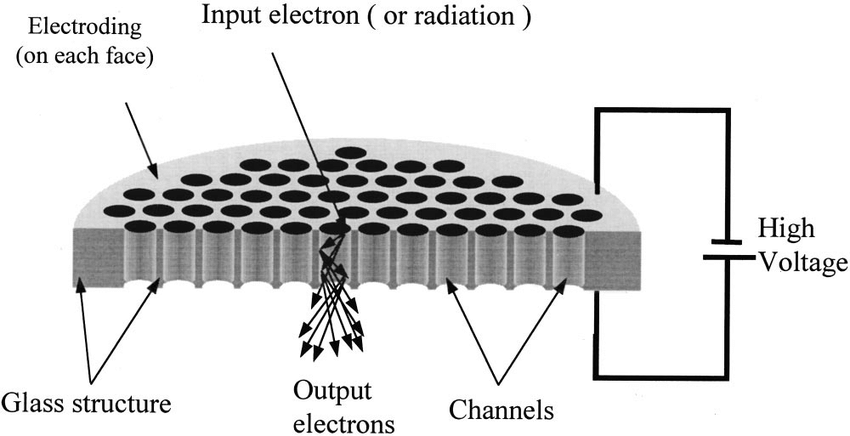 Input electron ( or radiation )
Electroding
(on each face)
High
Voltage
Glass structure
Output
electrons
Channels